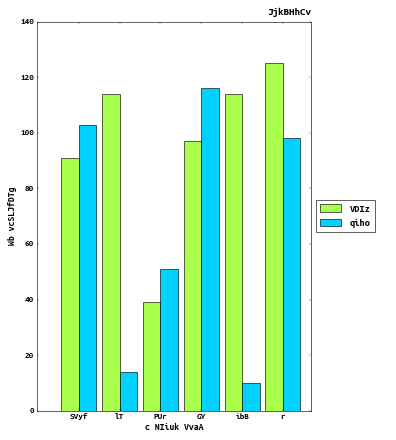 JjkBHhCv
140
120
100
80
60
40
20
0
Wb vcSLJfDTg
SVyf lT PUr GY ibB r
c NIiuk VvaA
VDIz
qiho